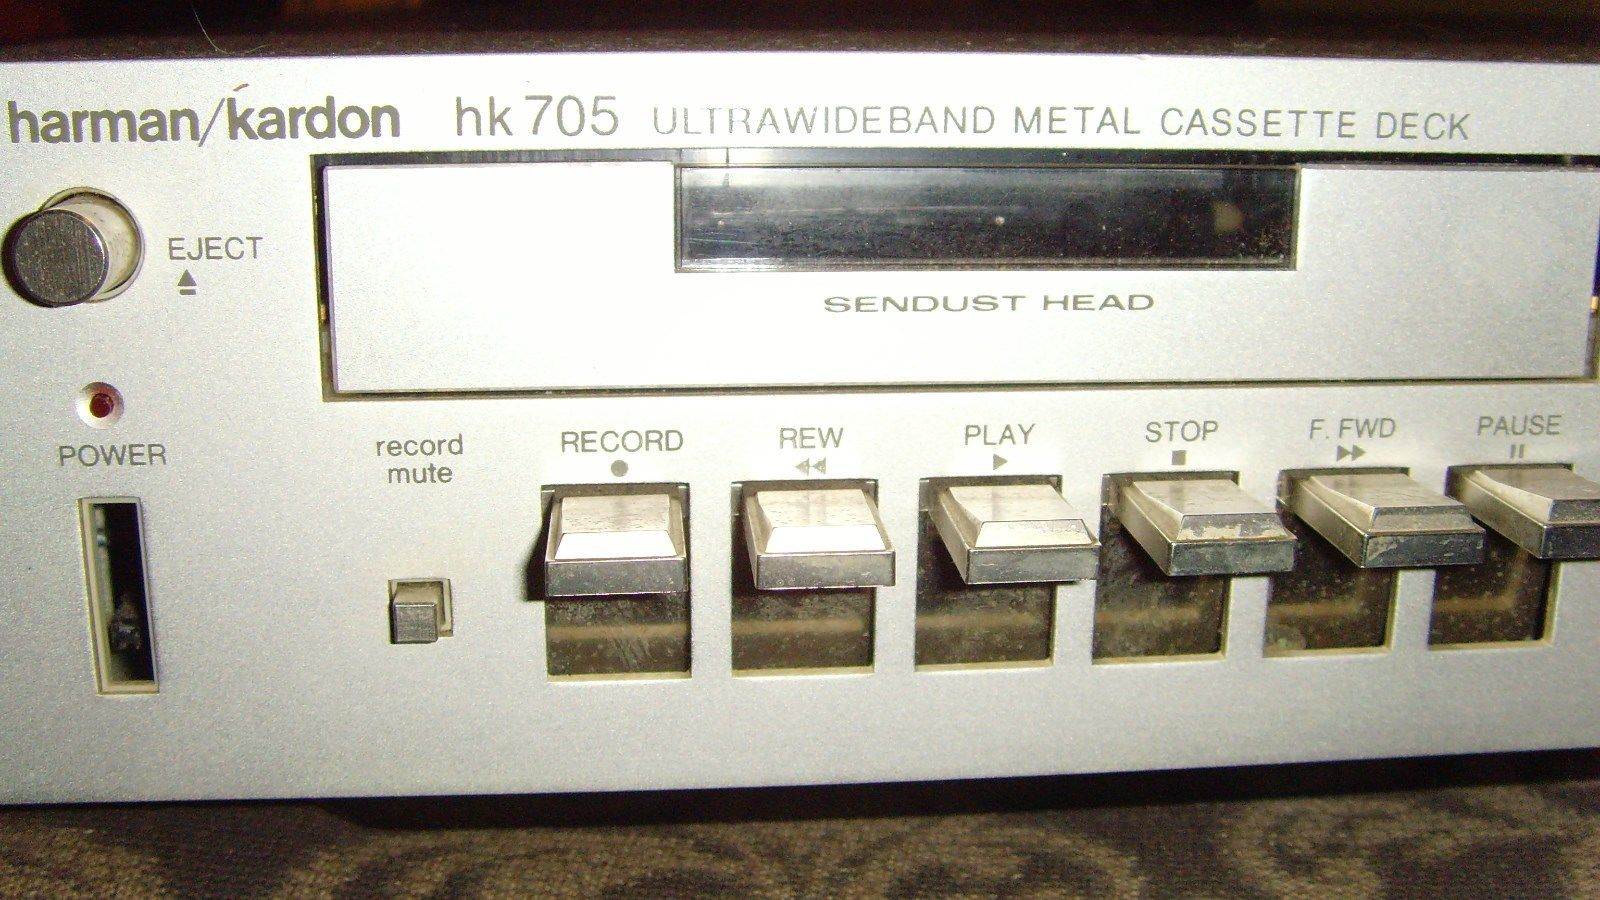 harman/kardon hk 705 ULTRAWIDEBAND METAL CASSETTE DECK
EJECT
SENDUST HEAD
POWER
record
mute
RECORD REW PLAY STOP F. FWD PAUSE